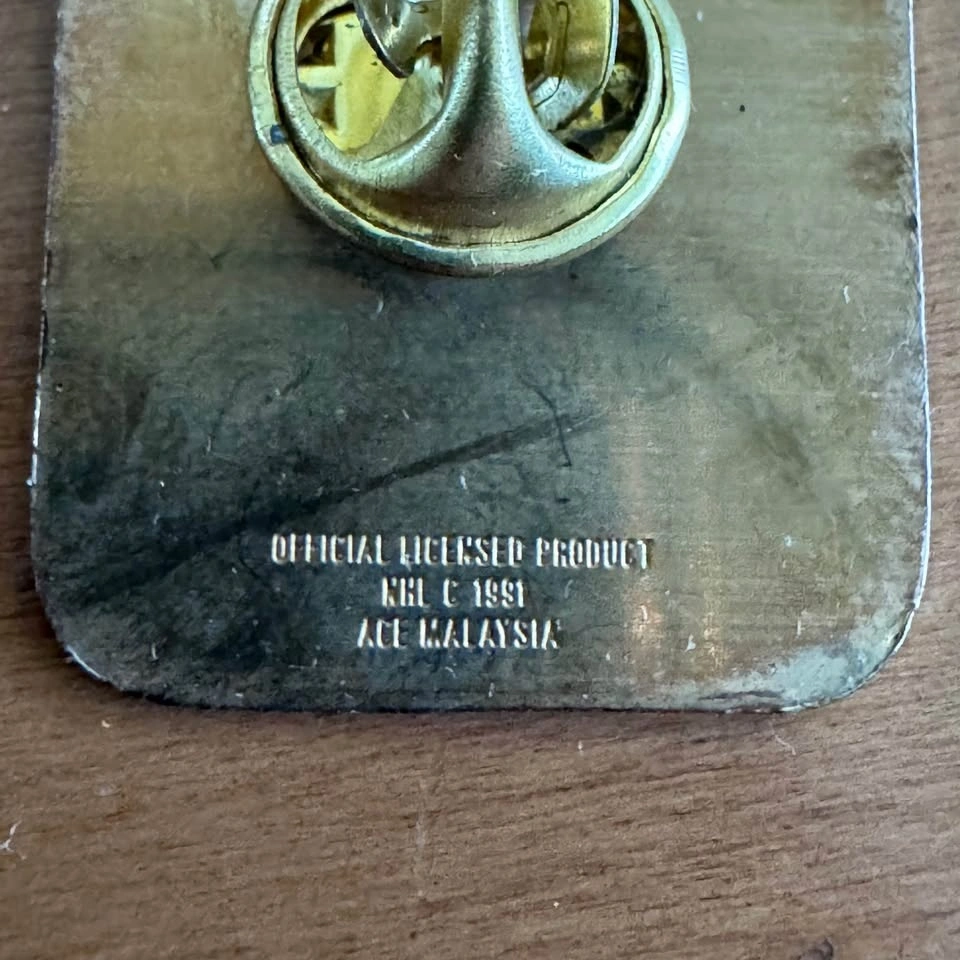 OFFICIAL LICENSED PRODUCT
NHL C 1991
ACE MALAYSIA